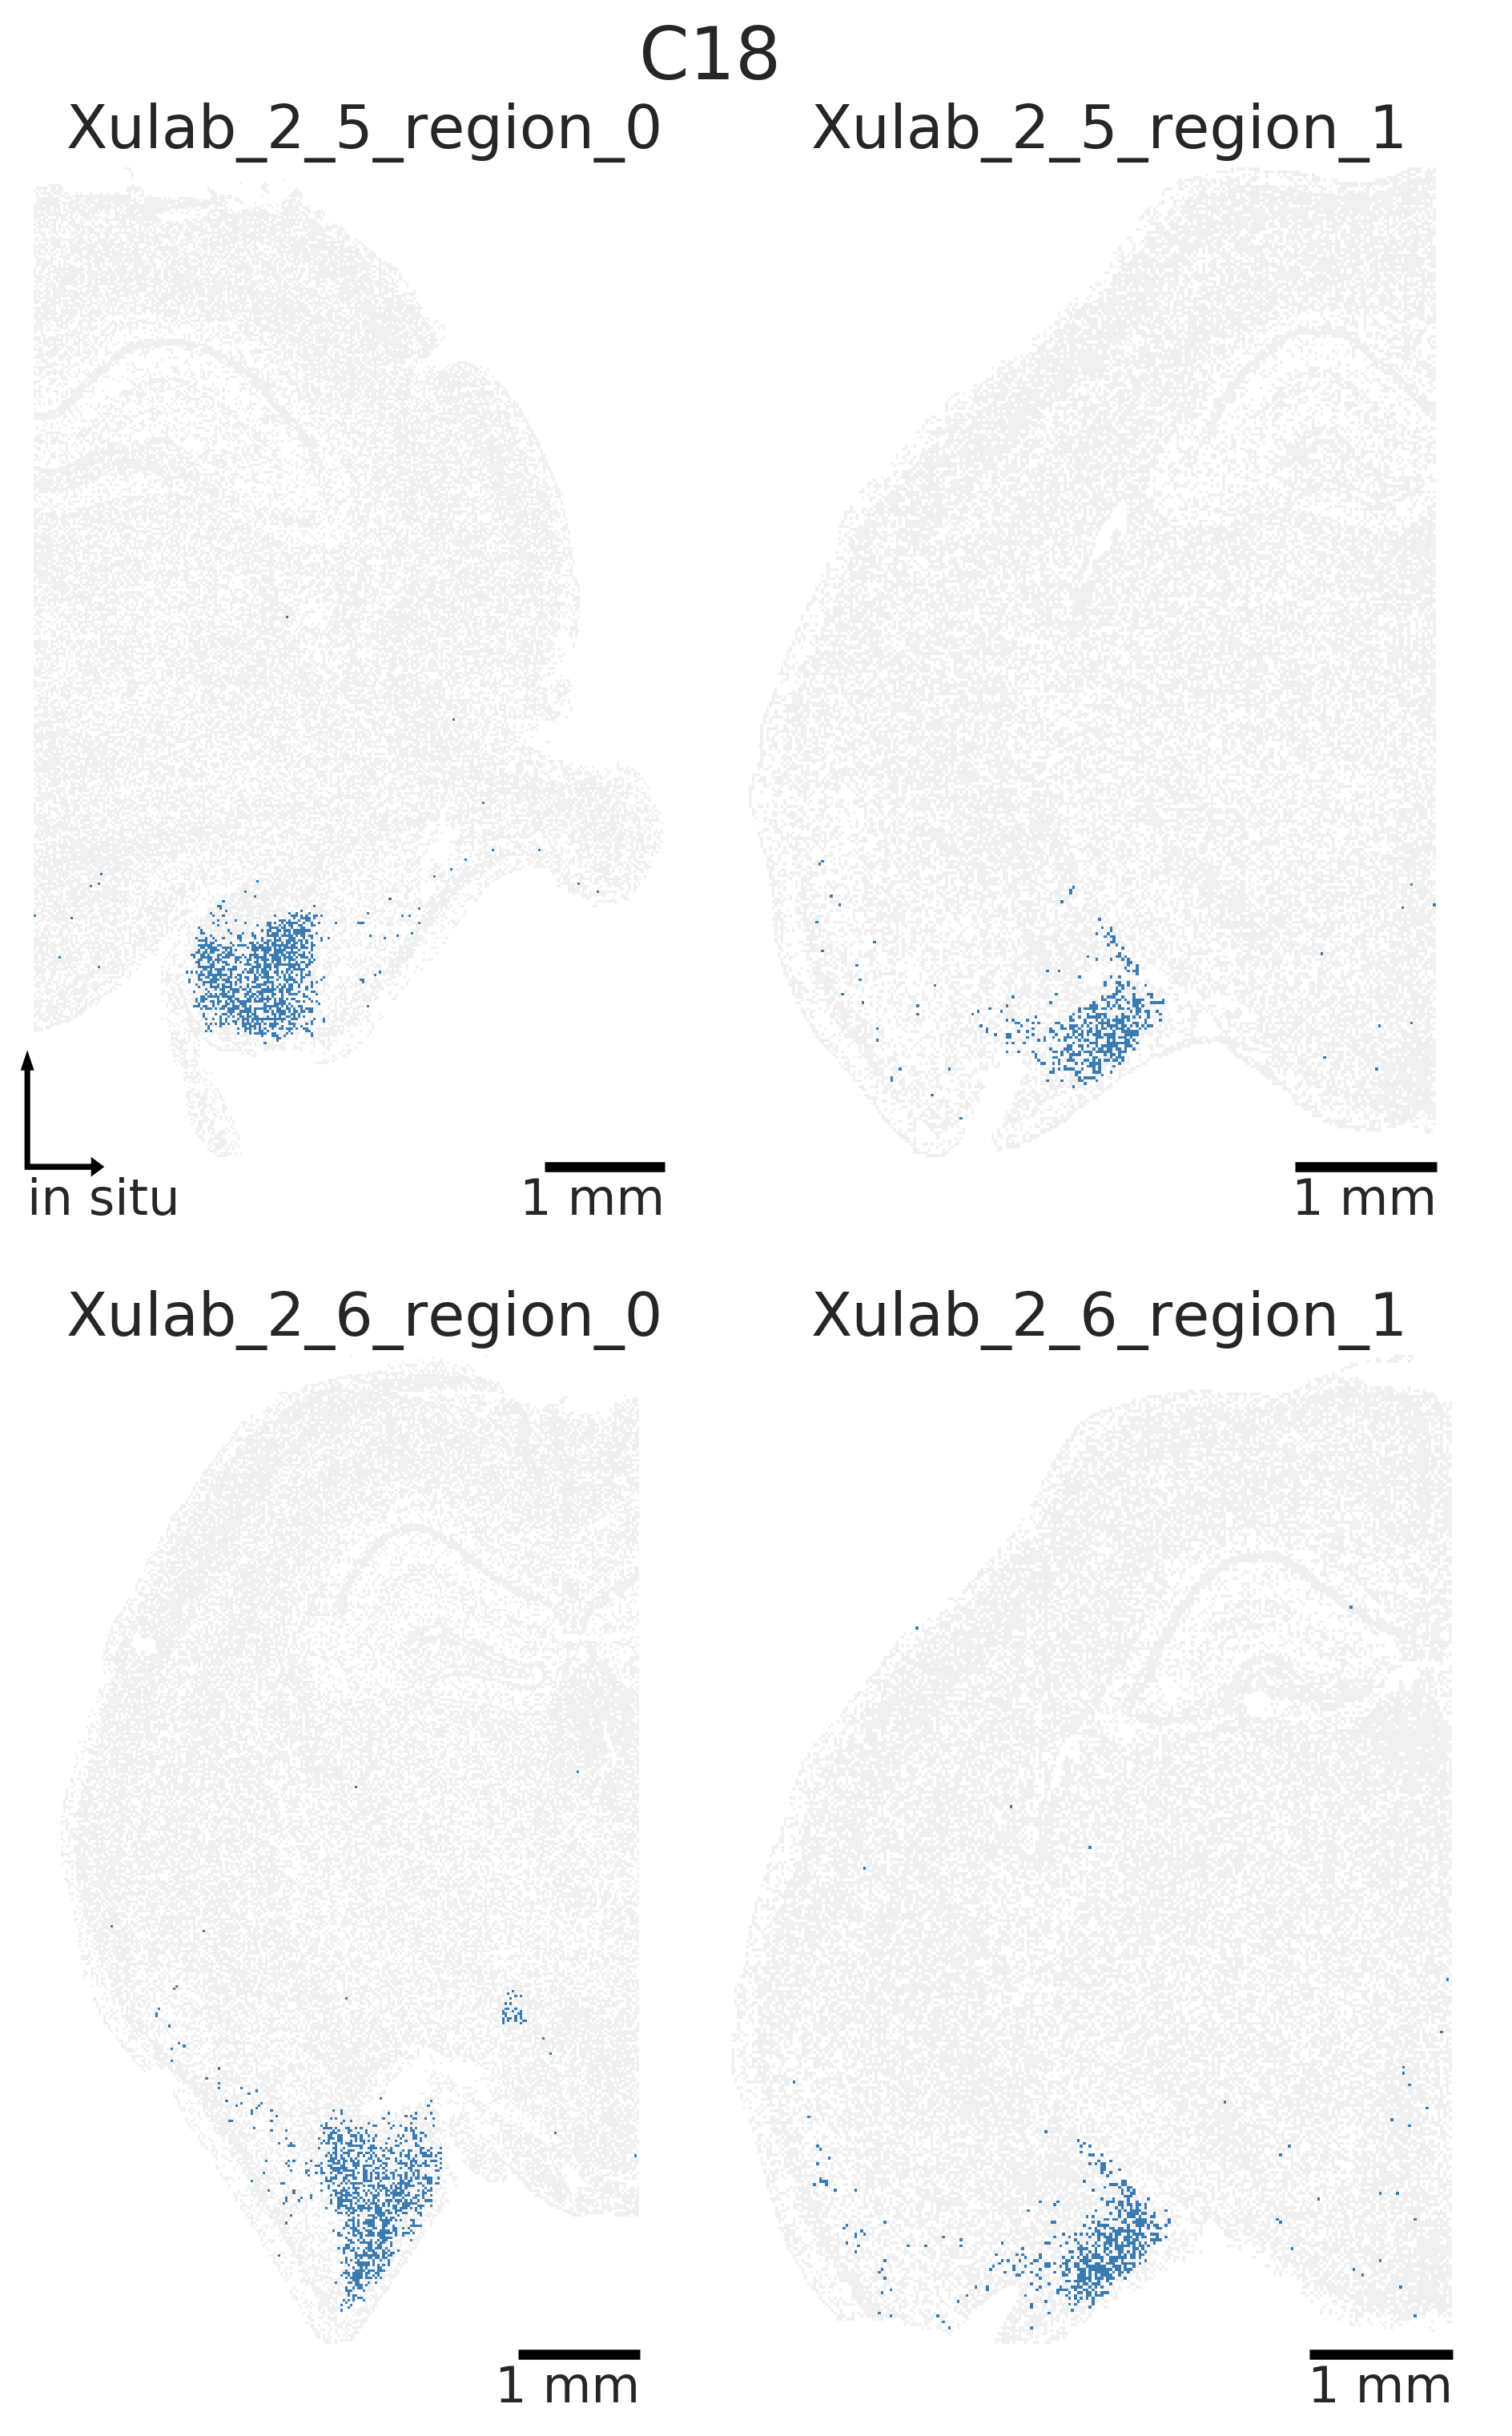 C18
Xulab_2_5_region_0
Xulab_2_5_region_1
in situ
1 mm
1 mm
Xulab_2_6_region_0
Xulab_2_6_region_1
1 mm
1 mm